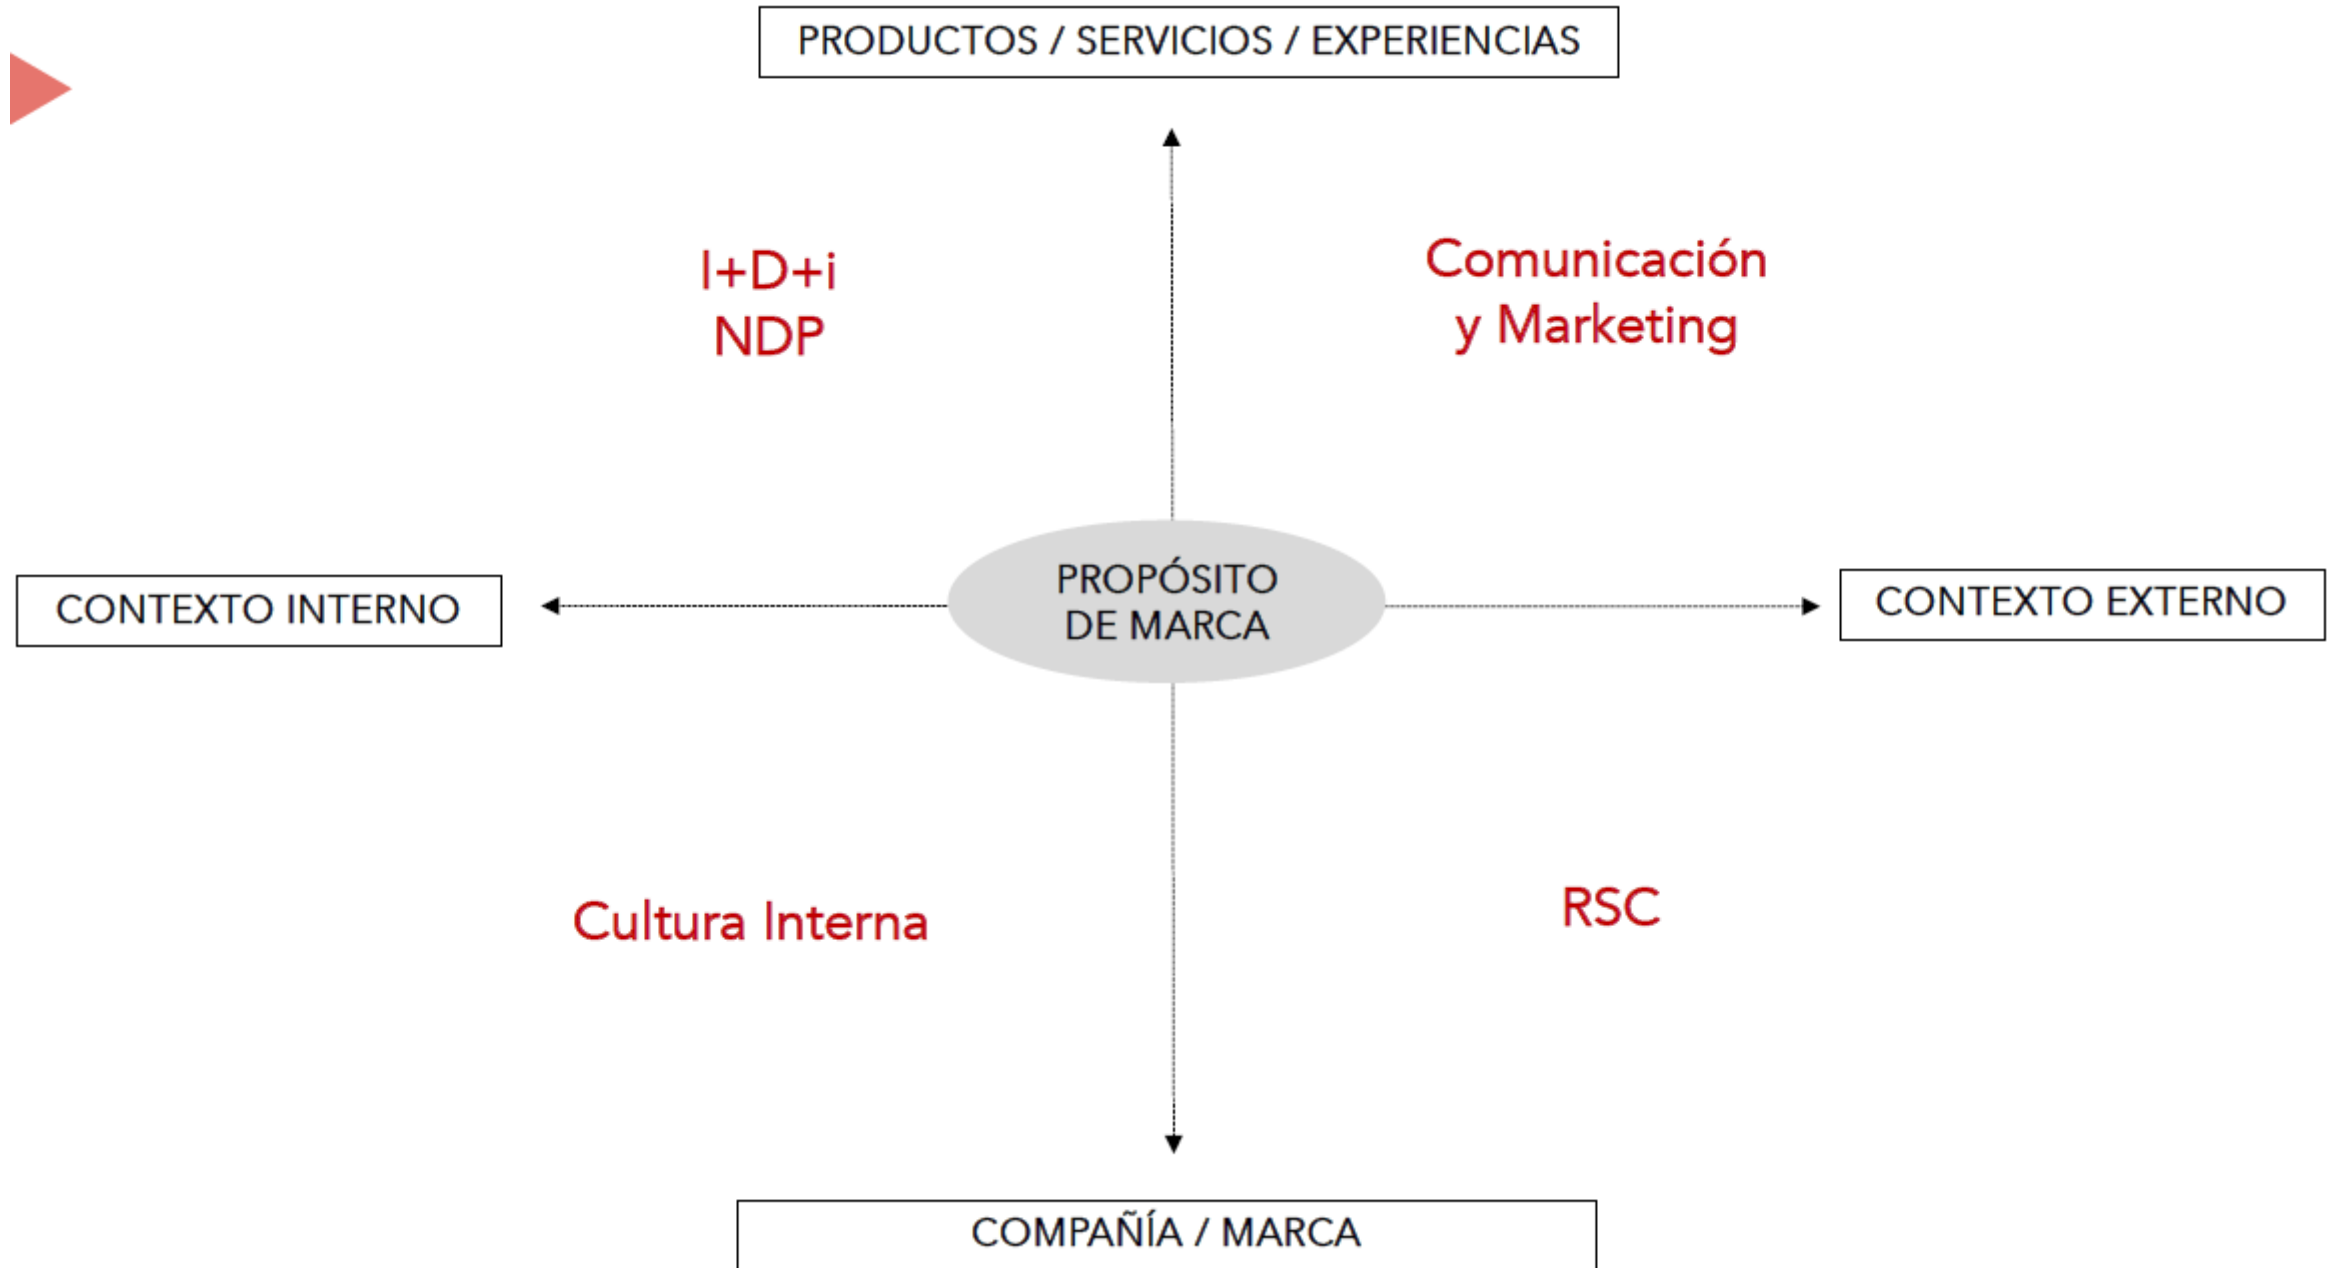 PRODUCTOS / SERVICIOS / EXPERIENCIAS
I+D+i
NDP
Comunicación
y Marketing
CONTEXTO INTERNO
PROPÓSITO
DE MARCA
CONTEXTO EXTERNO
Cultura Interna
RSC
COMPAÑÍA / MARCA